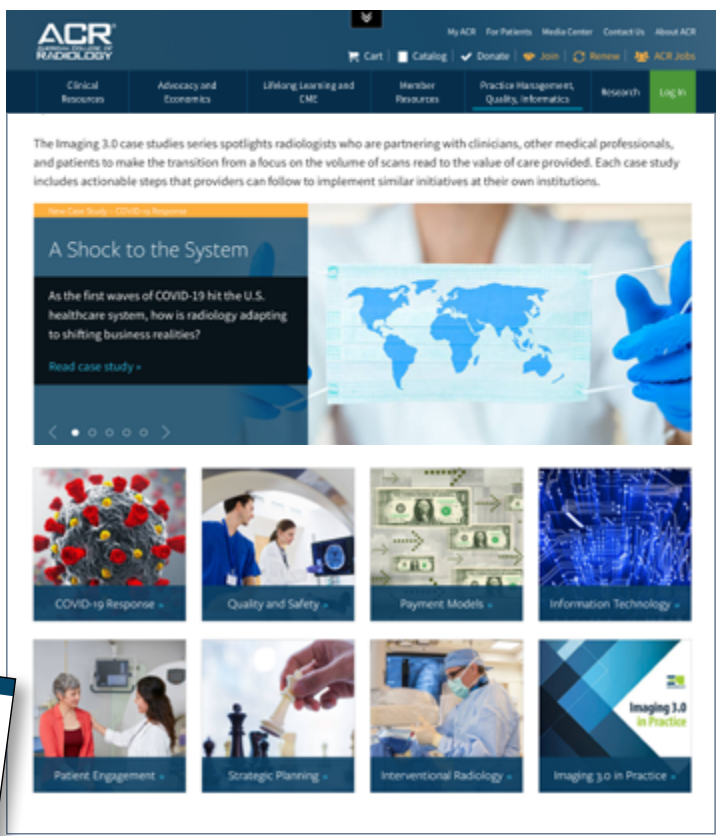 ACR
AMERICAN COLLEGE OF
RADIOLOGY
My ACR For Patients Media Center Contact Us About ACR
Cart Catalog Donate Join Renew ACR Jobs
Clinical Resources
Advocacy and Economics
Lifelong Learning and CME
Member Resources
Practice Management, Quality, Informatics
Research
Log In
The Imaging 3.0 case studies series spotlights radiologists who are partnering with clinicians, other medical professionals,
and patients to make the transition from a focus on the volume of scans read to the value of care provided. Each case study
includes actionable steps that providers can follow to implement similar initiatives at their own institutions.
New Case Study - COVID-19 Response
A Shock to the System
As the first waves of COVID-19 hit the U.S.
healthcare system, how is radiology adapting
to shifting business realities?
Read case study »
COVID-19 Response »
Quality and Safety »
Payment Models »
Information Technology »
Imaging 3.0
in Practice
Patient Engagement »
Strategic Planning »
Interventional Radiology »
Imaging 3.0 in Practice »